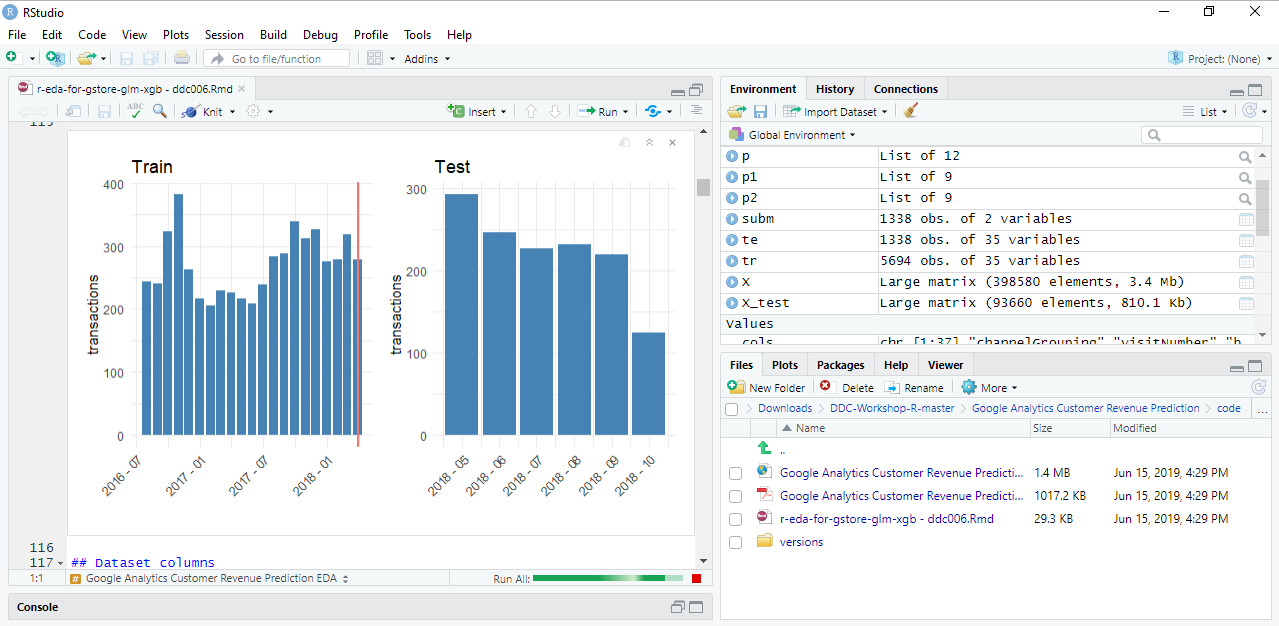 RStudio
File Edit Code View Plots Session Build Debug Profile Tools Help
Go to file/function Addins Project: (None)
r-eda-for-gstore-glm-xgb - ddc006.Rmd
ABC Knit Insert Run
115
Train Test
400
300
200
100
0
transactions
2016 - 07 2017 - 01 2017 - 07 2018 - 01
300
200
100
0
transactions
2018 - 05 2018 - 06 2018 - 07 2018 - 08 2018 - 09 2018 - 10
116
117 ## Dataset columns
1:1 # Google Analytics Customer Revenue Prediction EDA Run All:
Console
Environment History Connections
Import Dataset List
Global Environment
p List of 12
p1 List of 9
p2 List of 9
subm 1338 obs. of 2 variables
te 1338 obs. of 35 variables
tr 5694 obs. of 35 variables
X Large matrix (398580 elements, 3.4 Mb)
X_test Large matrix (93660 elements, 810.1 Kb)
Values
cols chr [1:37] "channelGrouping" "visitNumber" "b
Files Plots Packages Help Viewer
New Folder Delete Rename More
Downloads DDC-Workshop-R-master Google Analytics Customer Revenue Prediction code ...
Name Size Modified
..
Google Analytics Customer Revenue Predicti... 1.4 MB Jun 15, 2019, 4:29 PM
Google Analytics Customer Revenue Predicti... 1017.2 KB Jun 15, 2019, 4:29 PM
r-eda-for-gstore-glm-xgb - ddc006.Rmd 29.3 KB Jun 15, 2019, 4:29 PM
versions